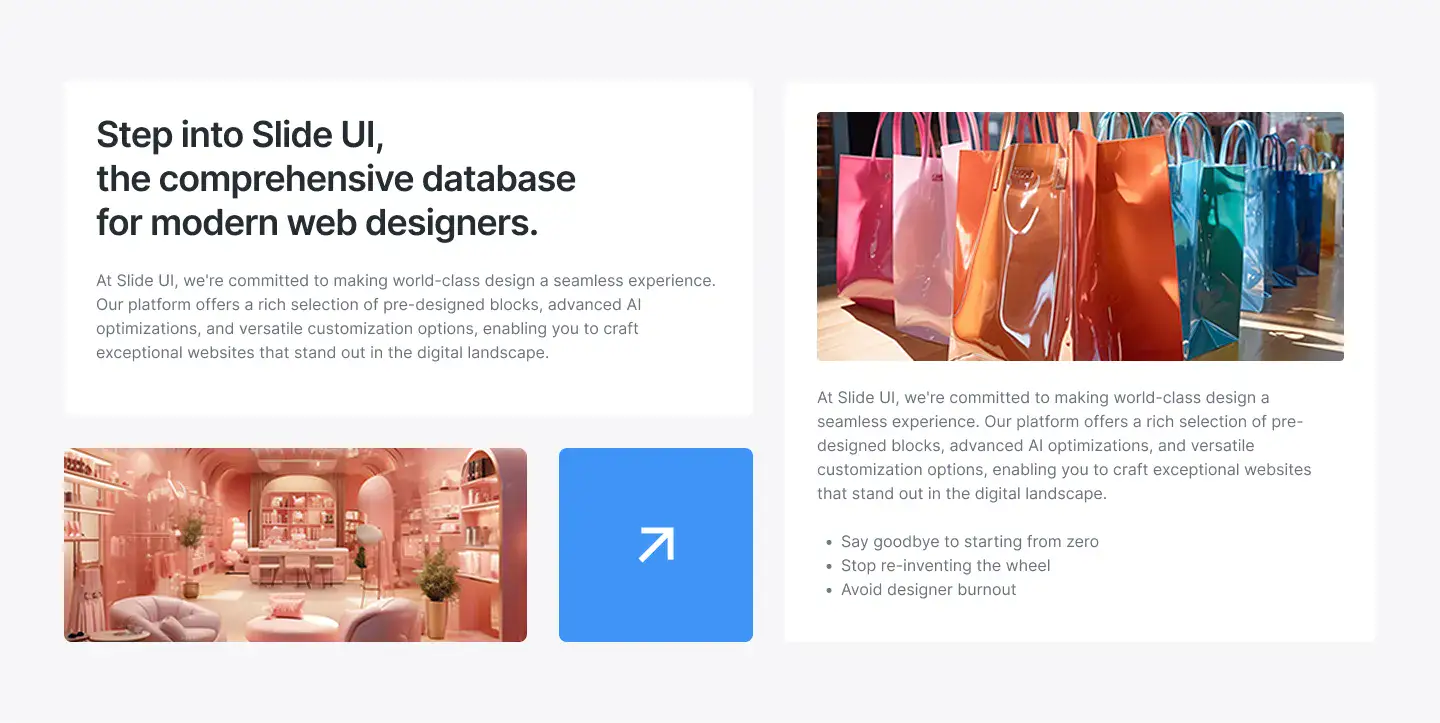 Step into Slide UI,
the comprehensive database
for modern web designers.
At Slide UI, we're committed to making world-class design a seamless experience.
Our platform offers a rich selection of pre-designed blocks, advanced AI
optimizations, and versatile customization options, enabling you to craft
exceptional websites that stand out in the digital landscape.
At Slide UI, we're committed to making world-class design a
seamless experience. Our platform offers a rich selection of pre-
designed blocks, advanced AI optimizations, and versatile
customization options, enabling you to craft exceptional websites
that stand out in the digital landscape.
• Say goodbye to starting from zero
• Stop re-inventing the wheel
• Avoid designer burnout